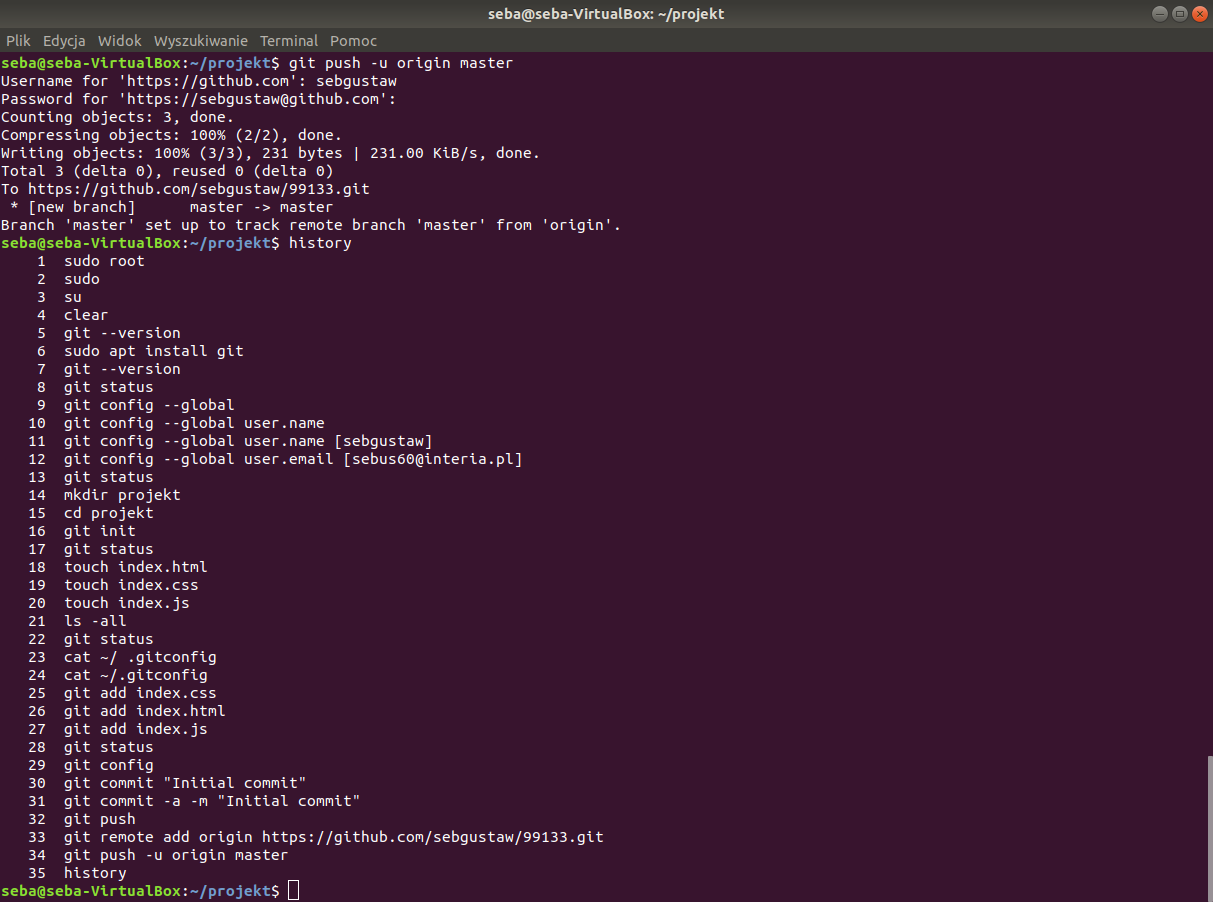 seba@seba-VirtualBox: ~/projekt
Plik Edycja Widok Wyszukiwanie Terminal Pomoc
seba@seba-VirtualBox:~/projekt$ git push -u origin master
Username for 'https://github.com': sebgustaw
Password for 'https://sebgustaw@github.com':
Counting objects: 3, done.
Compressing objects: 100% (2/2), done.
Writing objects: 100% (3/3), 231 bytes | 231.00 KiB/s, done.
Total 3 (delta 0), reused 0 (delta 0)
To https://github.com/sebgustaw/99133.git
 * [new branch]      master -> master
Branch 'master' set up to track remote branch 'master' from 'origin'.
seba@seba-VirtualBox:~/projekt$ history
    1  sudo root
    2  sudo
    3  su
    4  clear
    5  git --version
    6  sudo apt install git
    7  git --version
    8  git status
    9  git config --global
   10  git config --global user.name
   11  git config --global user.name [sebgustaw]
   12  git config --global user.email [sebus60@interia.pl]
   13  git status
   14  mkdir projekt
   15  cd projekt
   16  git init
   17  git status
   18  touch index.html
   19  touch index.css
   20  touch index.js
   21  ls -all
   22  git status
   23  cat ~/ .gitconfig
   24  cat ~/.gitconfig
   25  git add index.css
   26  git add index.html
   27  git add index.js
   28  git status
   29  git config
   30  git commit "Initial commit"
   31  git commit -a -m "Initial commit"
   32  git push
   33  git remote add origin https://github.com/sebgustaw/99133.git
   34  git push -u origin master
   35  history
seba@seba-VirtualBox:~/projekt$